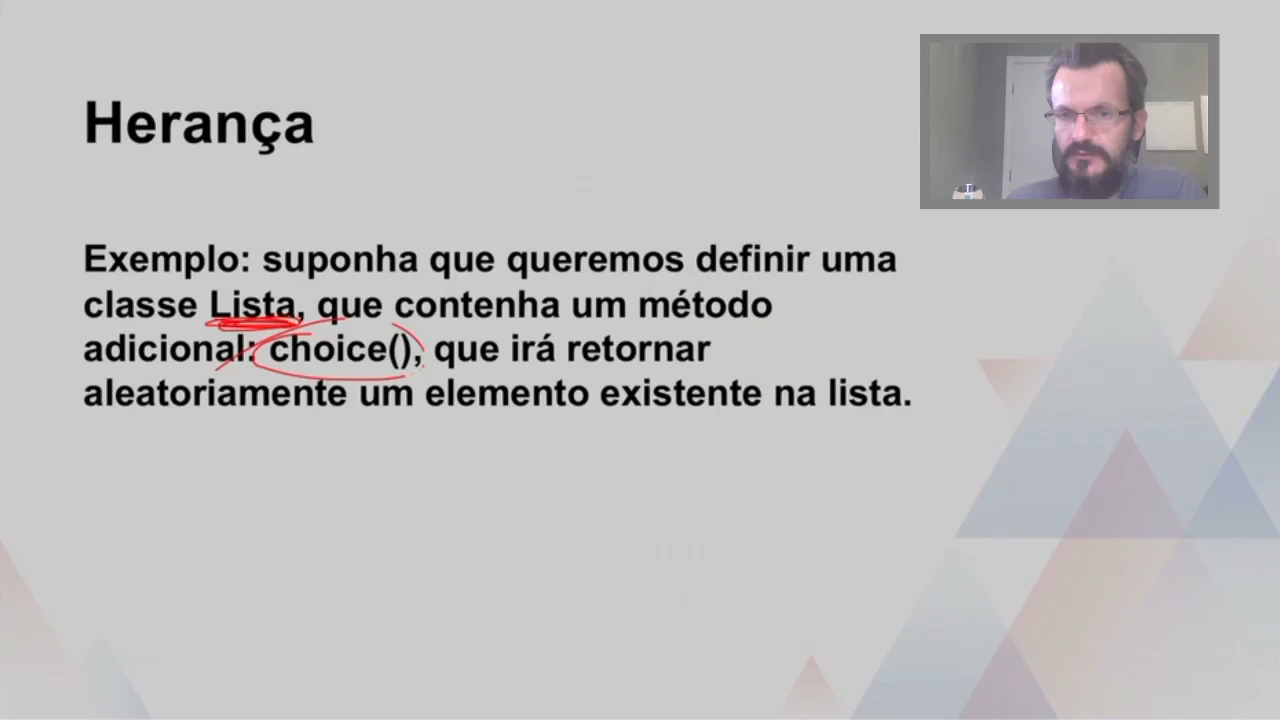 Herança
Exemplo: suponha que queremos definir uma
classe Lista, que contenha um método
adicional: choice(), que irá retornar
aleatoriamente um elemento existente na lista.